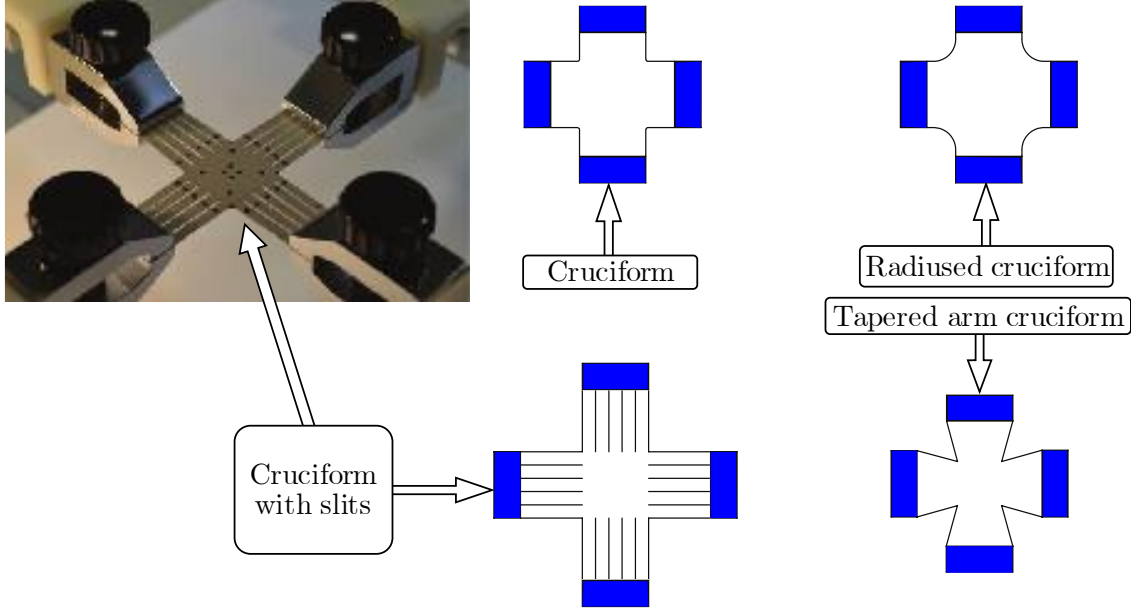 Cruciform
Radiused cruciform
Tapered arm cruciform
Cruciform
with slits